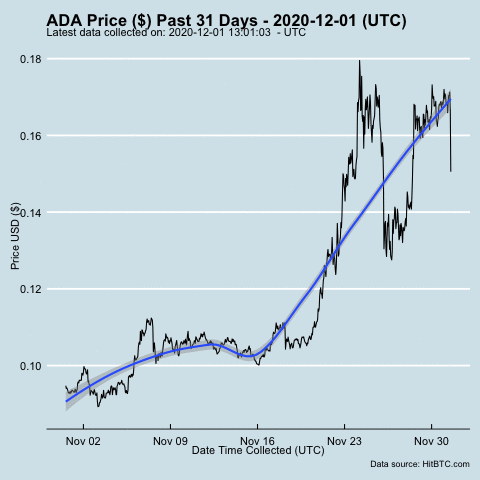 ADA Price ($) Past 31 Days - 2020-12-01 (UTC)
Latest data collected on: 2020-12-01 13:01:03  - UTC
0.18
0.16
0.14
0.12
0.10
Price USD ($)
Nov 02 Nov 09 Nov 16 Nov 23 Nov 30
Date Time Collected (UTC)
Data source: HitBTC.com